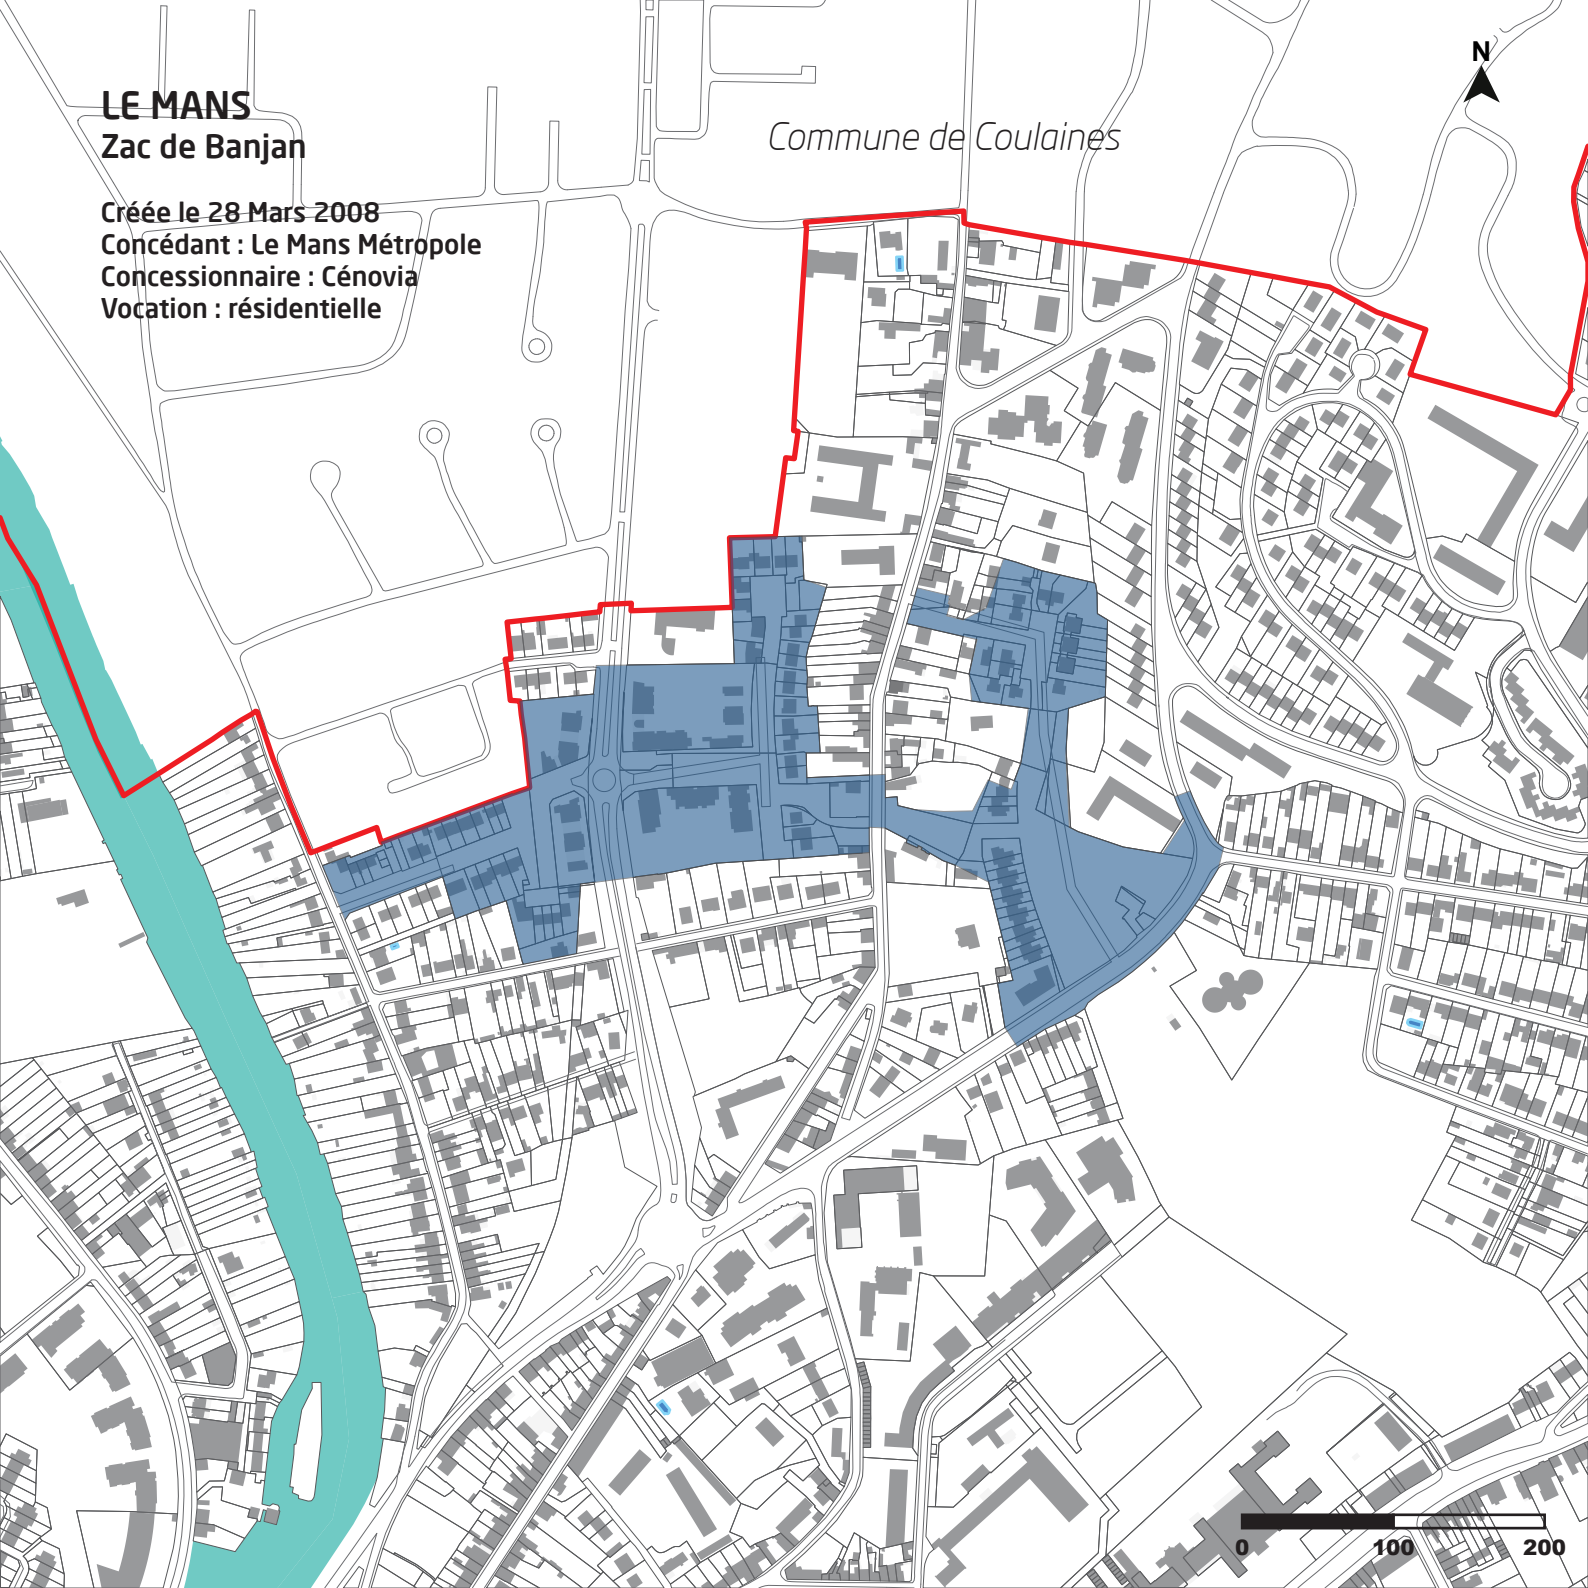 LE MANS
Zac de Banjan
Créée le 28 Mars 2008
Concédant : Le Mans Métropole
Concessionnaire : Cénovia
Vocation : résidentielle
Commune de Coulaines
N
0 100 200